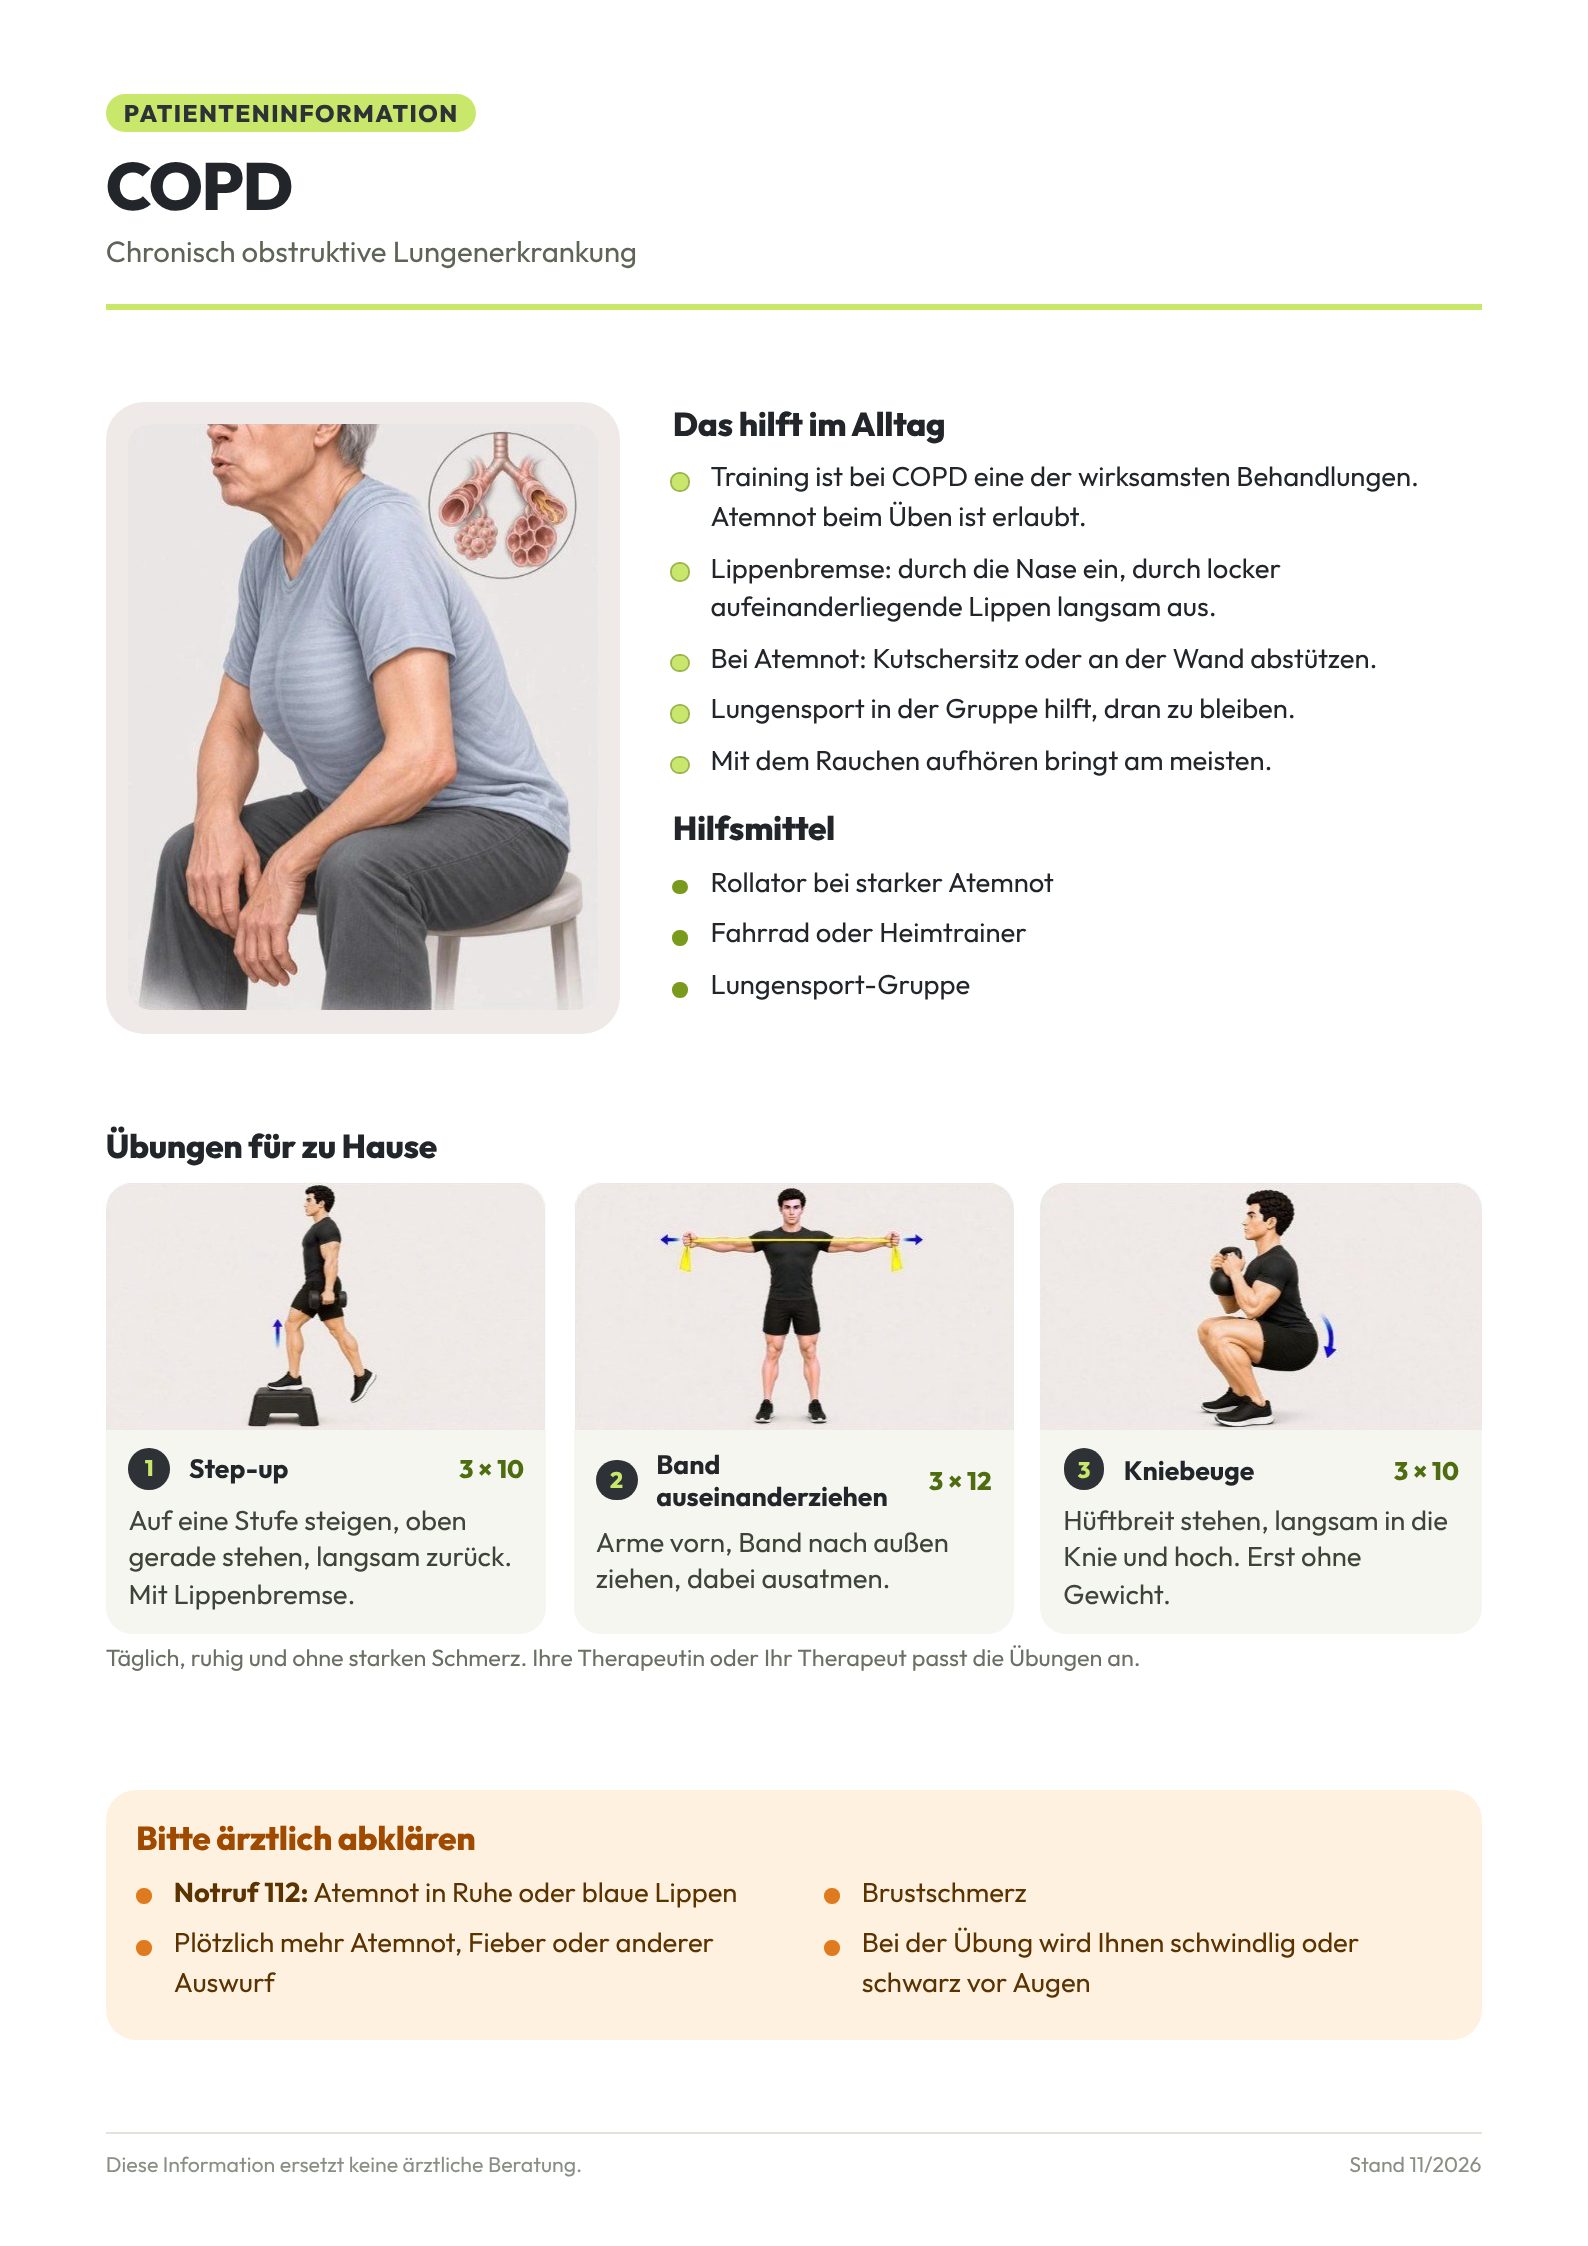 PATIENTENINFORMATION
COPD
Chronisch obstruktive Lungenerkrankung
Das hilft im Alltag
Training ist bei COPD eine der wirksamsten Behandlungen.
Atemnot beim Üben ist erlaubt.
Lippenbremse: durch die Nase ein, durch locker
aufeinanderliegende Lippen langsam aus.
Bei Atemnot: Kutschersitz oder an der Wand abstützen.
Lungensport in der Gruppe hilft, dran zu bleiben.
Mit dem Rauchen aufhören bringt am meisten.
Hilfsmittel
Rollator bei starker Atemnot
Fahrrad oder Heimtrainer
Lungensport-Gruppe
Übungen für zu Hause
1 Step-up 3 × 10
Auf eine Stufe steigen, oben
gerade stehen, langsam zurück.
Mit Lippenbremse.
2 Band
auseinanderziehen 3 × 12
Arme vorn, Band nach außen
ziehen, dabei ausatmen.
3 Kniebeuge 3 × 10
Hüftbreit stehen, langsam in die
Knie und hoch. Erst ohne
Gewicht.
Täglich, ruhig und ohne starken Schmerz. Ihre Therapeutin oder Ihr Therapeut passt die Übungen an.
Bitte ärztlich abklären
Notruf 112: Atemnot in Ruhe oder blaue Lippen
Plötzlich mehr Atemnot, Fieber oder anderer
Auswurf
Brustschmerz
Bei der Übung wird Ihnen schwindlig oder
schwarz vor Augen
Diese Information ersetzt keine ärztliche Beratung.
Stand 11/2026